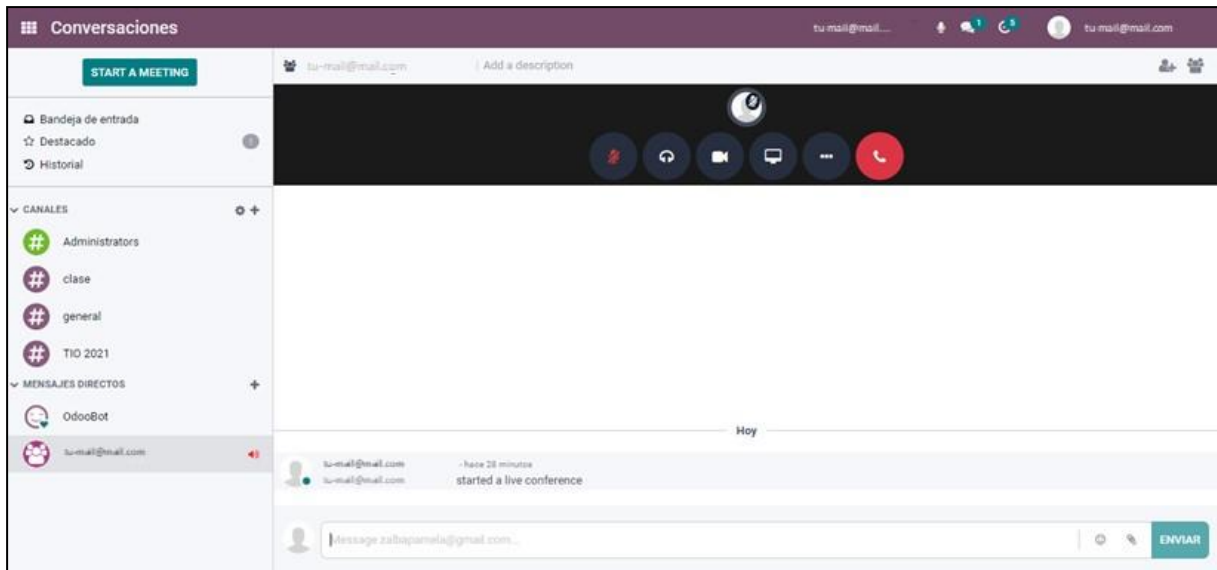 Conversaciones
tu-mail@mail....
1
5
tu-mail@mail.com
START A MEETING
tu-mail@mail.com
Add a description
Bandeja de entrada
Destacado
Historial
CANALES
Administrators
clase
general
TIO 2021
MENSAJES DIRECTOS
OdooBot
tu-mail@mail.com
Hoy
tu-mail@mail.com - hace 28 minutos
tu-mail@mail.com started a live conference
Message zalbapamela@gmail.com...
ENVIAR